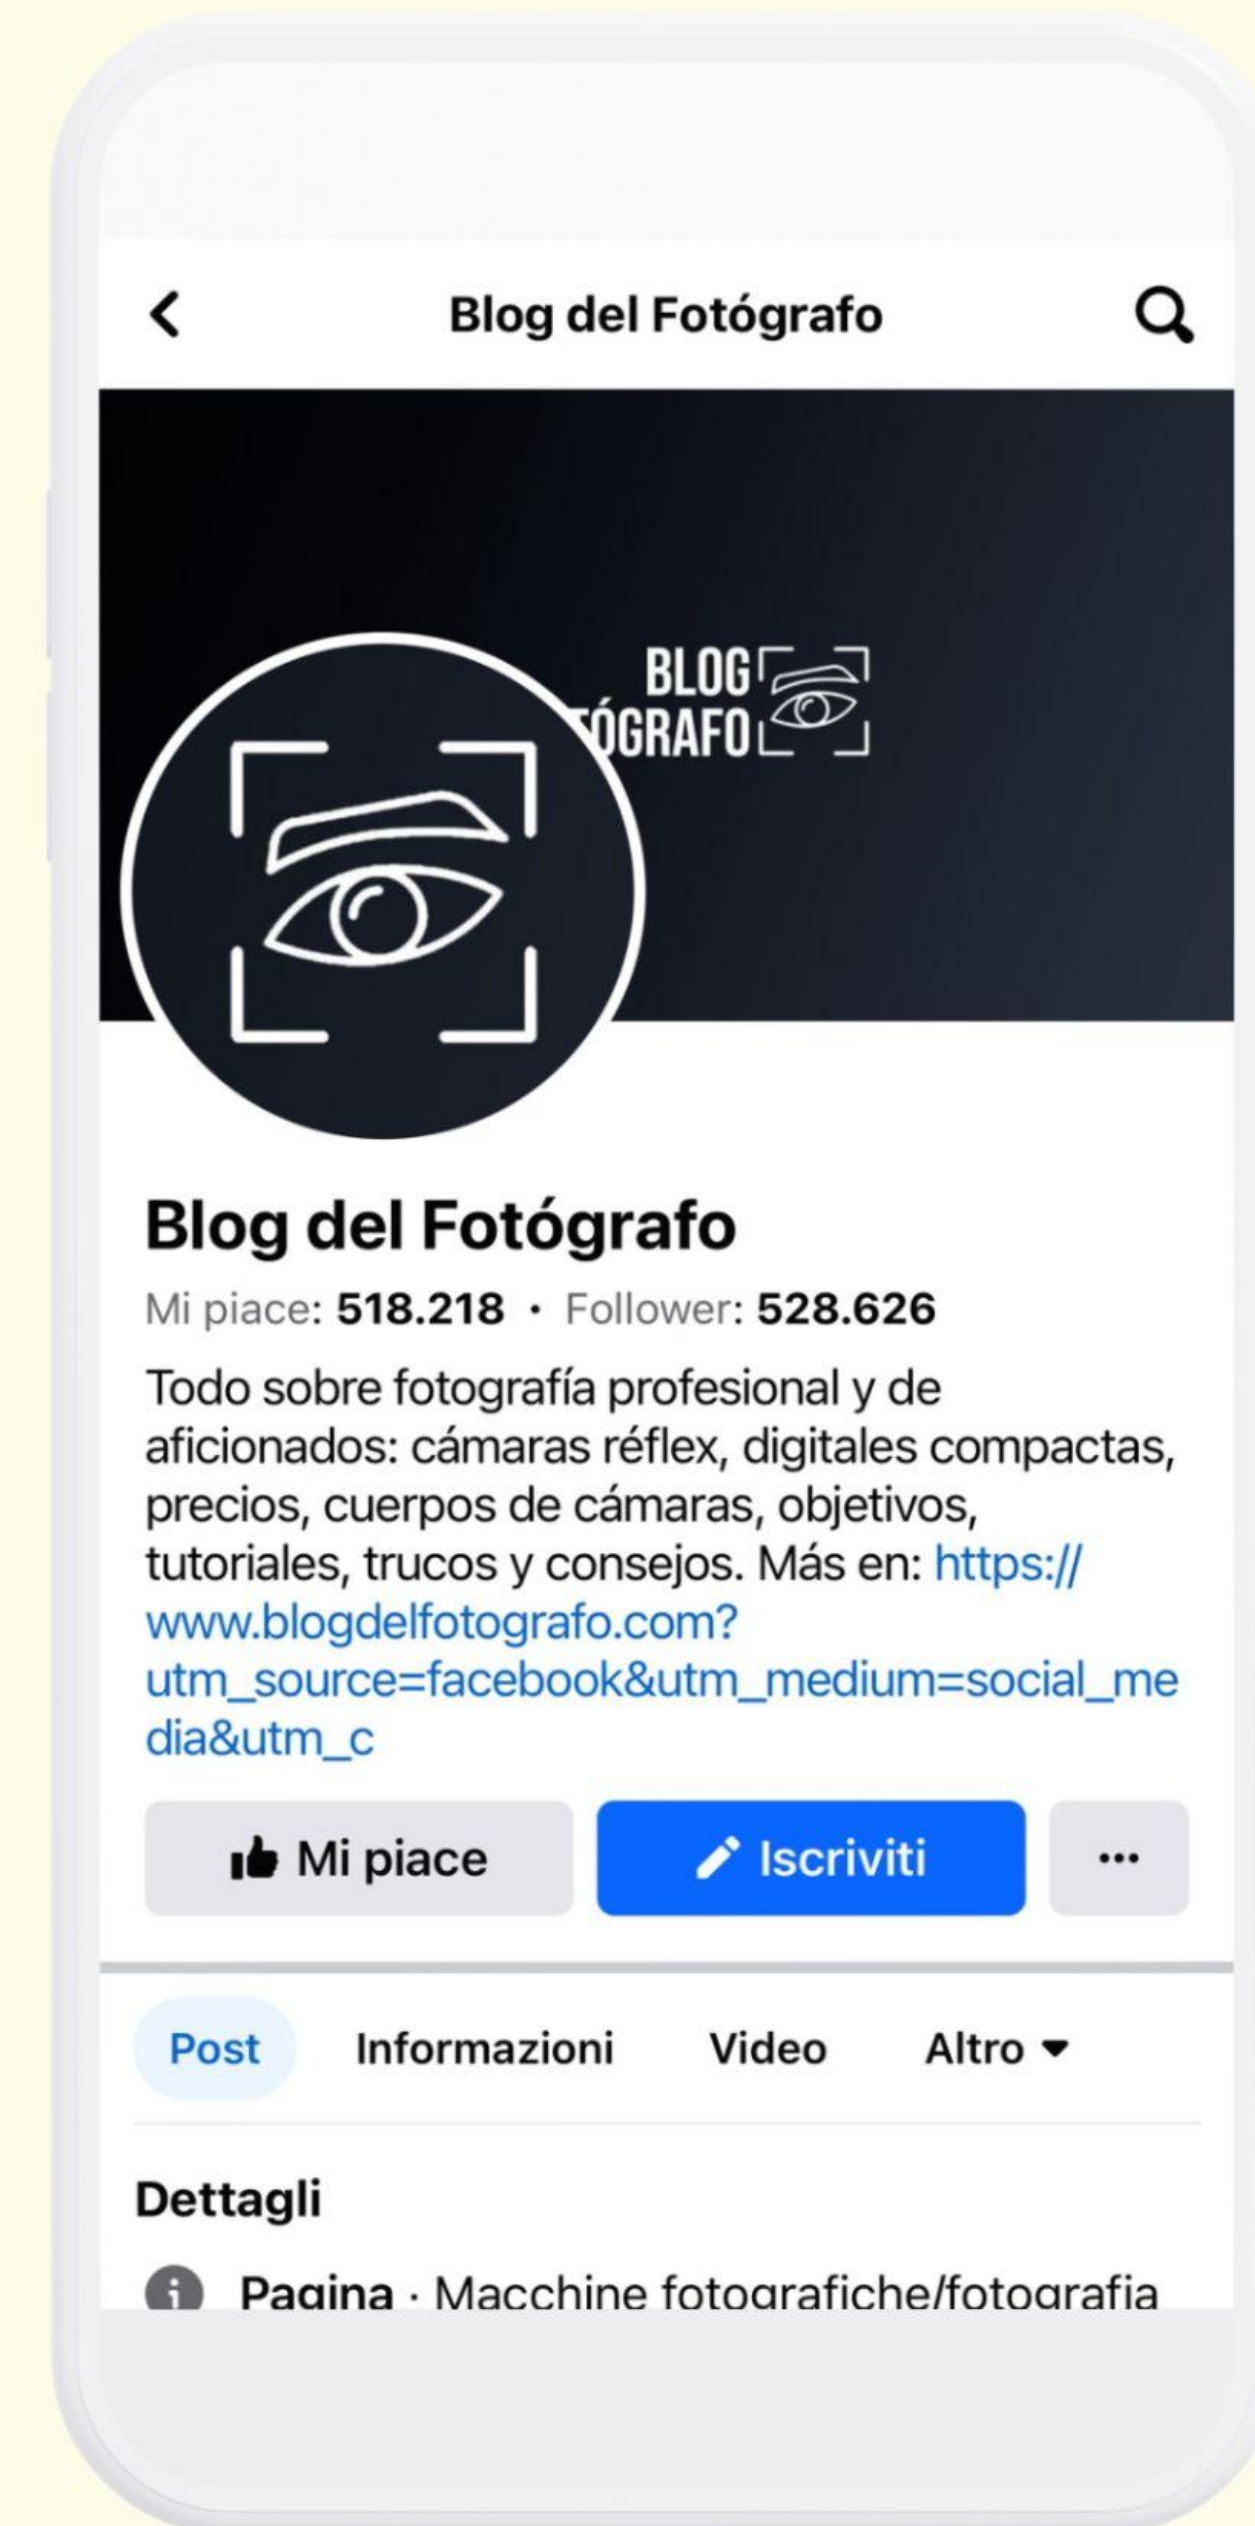 Blog del Fotógrafo
BLOG
Blog del Fotógrafo
Mi piace: 518.218 · Follower: 528.626
Todo sobre fotografía profesional y de
aficionados: cámaras réflex, digitales compactas,
precios, cuerpos de cámaras, objetivos,
tutoriales, trucos y consejos. Más en: https://
www.blogdelfotografo.com?
utm_source=facebook&utm_medium=social_me
dia&utm_c
Mi piace Iscriviti
Post Informazioni Video Altro
Dettagli
Pagina · Macchine fotografiche/fotografia